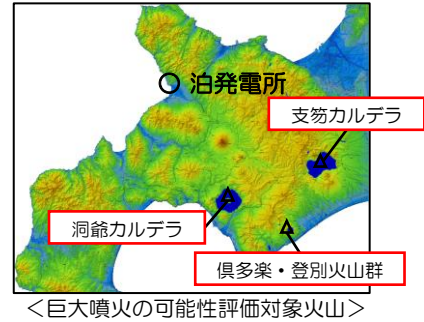 泊発電所
支笏カルデラ
洞爺カルデラ
倶多楽・登別火山群
＜巨大噴火の可能性評価対象火山＞